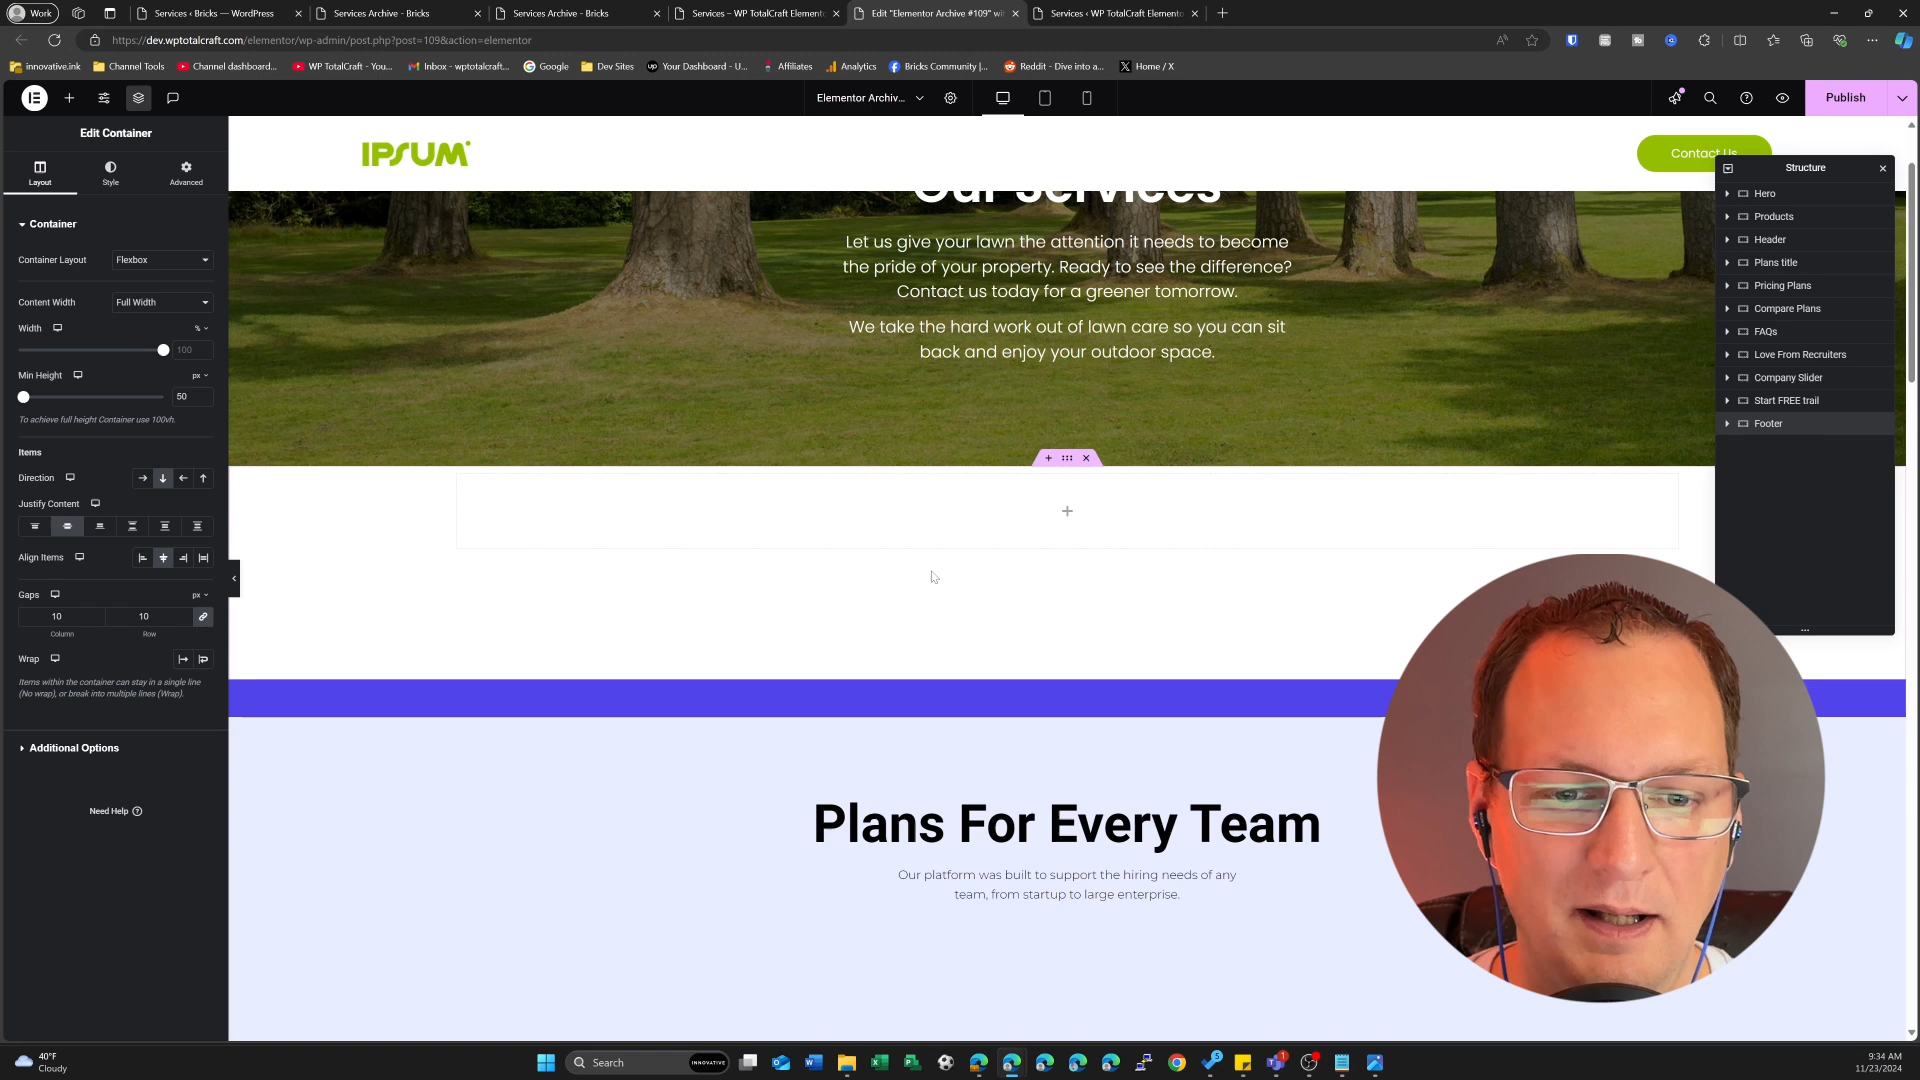 Work
Services ‹ Bricks — WordPress
Services Archive - Bricks
Services Archive - Bricks
Services – WP TotalCraft Elemento
Edit "Elementor Archive #109" wi
Services ‹ WP TotalCraft Elemento
https://dev.wptotalcraft.com/elementor/wp-admin/post.php?post=109&action=elementor
innovative.ink
Channel Tools
Channel dashboard...
WP TotalCraft - You...
Inbox - wptotalcraft...
Google
Dev Sites
Your Dashboard - U...
Affiliates
Analytics
Bricks Community |...
Reddit - Dive into a...
Home / X
Elementor Archiv...
Publish
Edit Container
Layout
Style
Advanced
Container
Container Layout
Flexbox
Content Width
Full Width
Width
%
100
Min Height
px
50
To achieve full height Container use 100vh.
Items
Direction
Justify Content
Align Items
Gaps
px
10
10
Column
Row
Wrap
Items within the container can stay in a single line
(No wrap), or break into multiple lines (Wrap).
Additional Options
Need Help
IPSUM
Contact Us
Our Services
Let us give your lawn the attention it needs to become
the pride of your property. Ready to see the difference?
Contact us today for a greener tomorrow.
We take the hard work out of lawn care so you can sit
back and enjoy your outdoor space.
Plans For Every Team
Our platform was built to support the hiring needs of any
team, from startup to large enterprise.
Structure
Hero
Products
Header
Plans title
Pricing Plans
Compare Plans
FAQs
Love From Recruiters
Company Slider
Start FREE trail
Footer
40°F
Cloudy
Search
INNOVATIVE
9:34 AM
11/23/2024